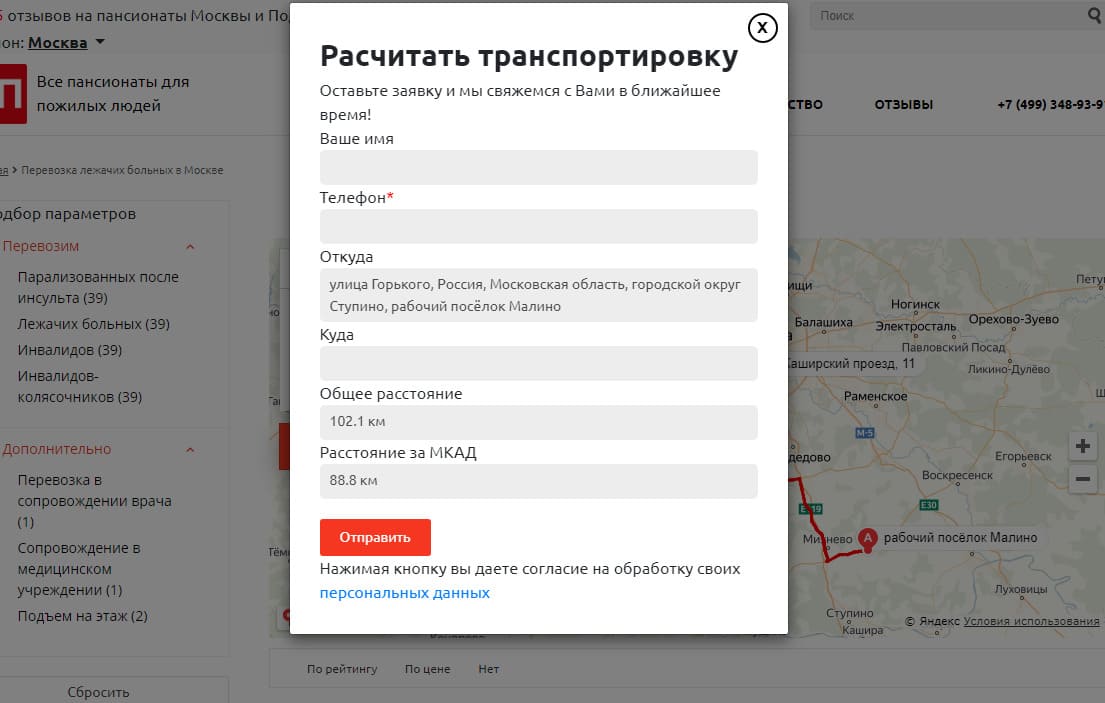 отзывов на пансионаты Москвы и По
он: Москва
Поиск
Все пансионаты для
пожилых людей
СТВО
ОТЗЫВЫ
+7 (499) 348-93-9
Перевозка лежачих больных в Москве
одбор параметров
Перевозим
Парализованных после
инсульта (39)
Лежачих больных (39)
Инвалидов (39)
Инвалидов-
колясочников (39)
Дополнительно
Перевозка в
сопровождении врача
(1)
Сопровождение в
медицинском
учреждении (1)
Подъем на этаж (2)
Сбросить
X
Расчитать транспортировку
Оставьте заявку и мы свяжемся с Вами в ближайшее
время!
Ваше имя
Телефон*
Откуда
улица Горького, Россия, Московская область, городской округ
Ступино, рабочий посёлок Малино
Куда
Общее расстояние
102.1 км
Расстояние за МКАД
88.8 км
Отправить
Нажимая кнопку вы даете согласие на обработку своих
персональных данных
ищи
Пету
Ногинск
Балашиха
Электросталь
Орехово-Зуево
Павловский Посад
Каширский проезд, 11
Ликино-Дулёво
Раменское
М-5
дедово
Егорьевск
Воскресенск
E30
Михнево
A
рабочий посёлок Малино
Тём
Луховицы
Ступино
Кашира
© Яндекс Условия использования
+
−
По рейтингу
По цене
Нет